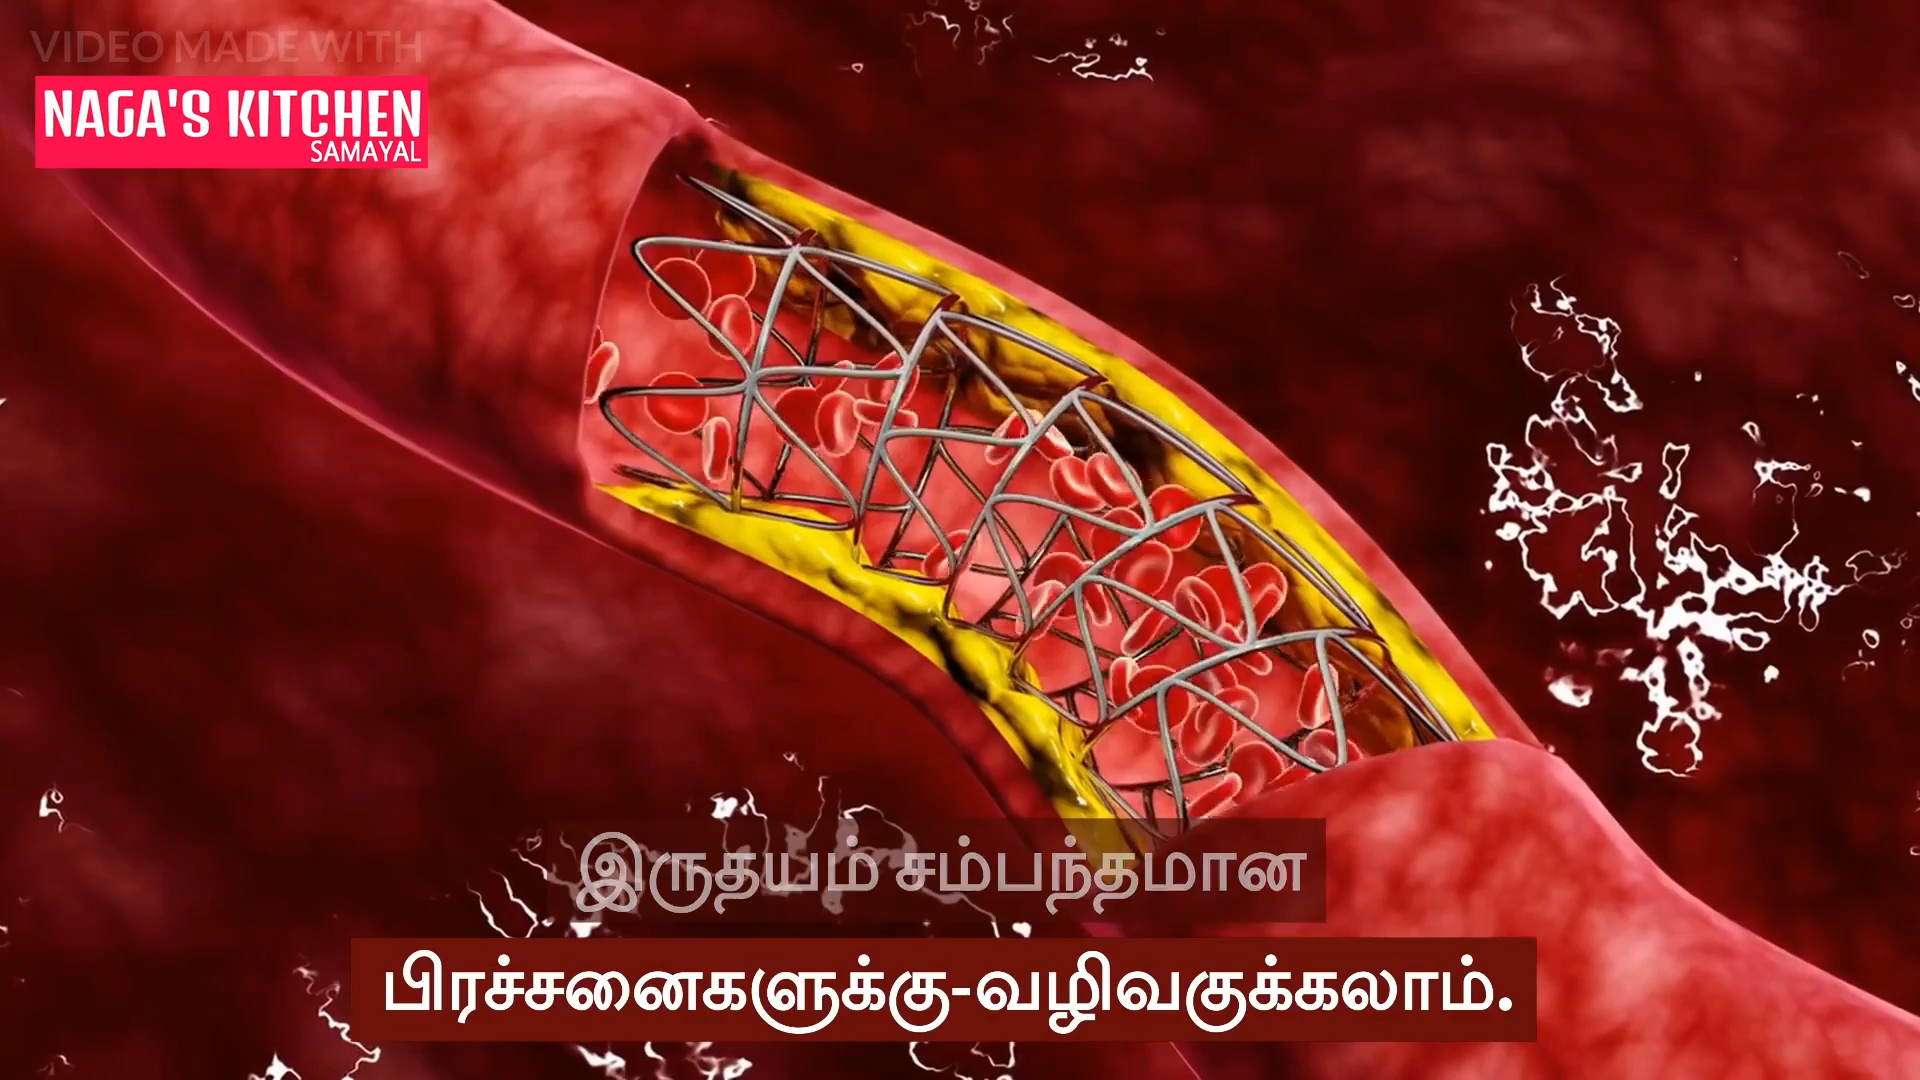 VIDEO MADE WITH
NAGA'S KITCHEN
SAMAYAL
இருதயம் சம்பந்தமான
பிரச்சனைகளுக்கு-வழிவகுக்கலாம்.